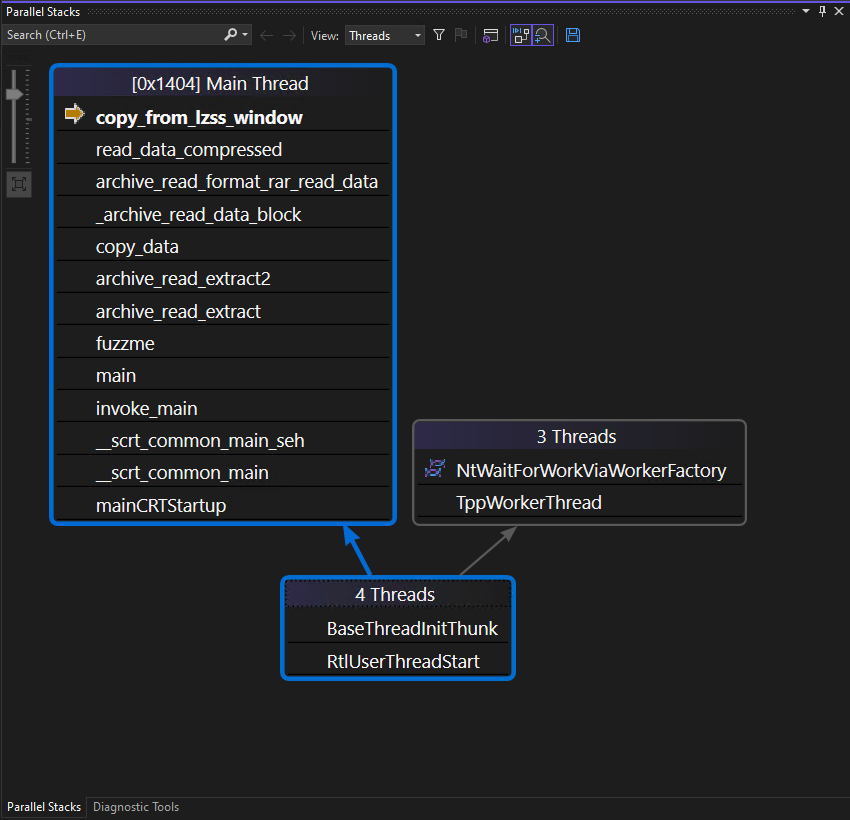 Parallel Stacks
Search (Ctrl+E)
View:
Threads
[0x1404] Main Thread
copy_from_lzss_window
read_data_compressed
archive_read_format_rar_read_data
_archive_read_data_block
copy_data
archive_read_extract2
archive_read_extract
fuzzme
main
invoke_main
__scrt_common_main_seh
__scrt_common_main
mainCRTStartup
3 Threads
NtWaitForWorkViaWorkerFactory
TppWorkerThread
4 Threads
BaseThreadInitThunk
RtlUserThreadStart
Parallel Stacks
Diagnostic Tools